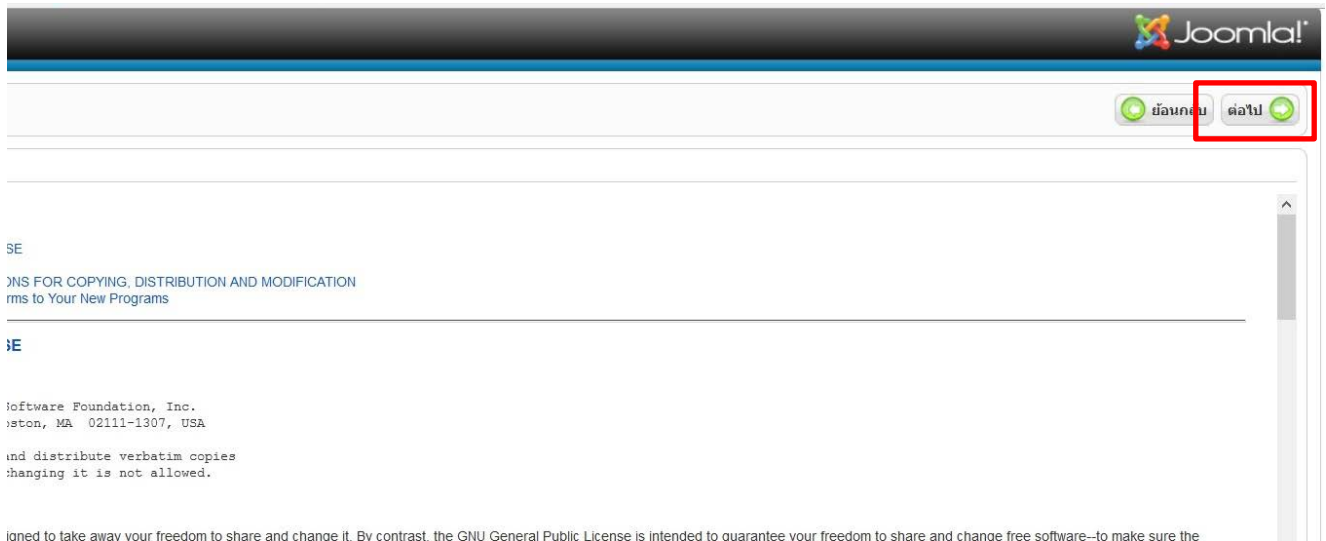 Joomla!
ย้อนกลับ ต่อไป
SE
ONS FOR COPYING, DISTRIBUTION AND MODIFICATION
rms to Your New Programs
SE
Software Foundation, Inc.
oston, MA 02111-1307, USA
and distribute verbatim copies
changing it is not allowed.
igned to take away your freedom to share and change it. By contrast, the GNU General Public License is intended to guarantee your freedom to share and change free software--to make sure the